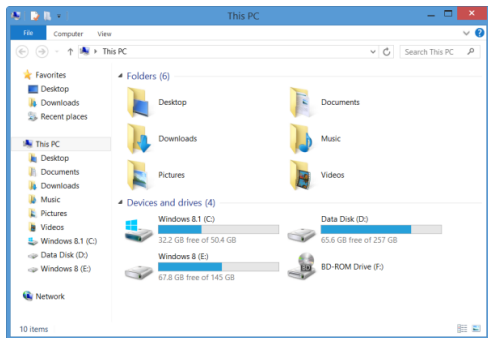 This PC
File Computer View
This PC
Search This PC
Favorites
Desktop
Downloads
Recent places
This PC
Desktop
Documents
Downloads
Music
Pictures
Videos
Windows 8.1 (C:)
Data Disk (D:)
Windows 8 (E:)
Network
Folders (6)
Desktop
Documents
Downloads
Music
Pictures
Videos
Devices and drives (4)
Windows 8.1 (C:)
32.2 GB free of 50.4 GB
Data Disk (D:)
65.6 GB free of 257 GB
Windows 8 (E:)
67.8 GB free of 145 GB
BD-ROM Drive (F:)
BD
10 items